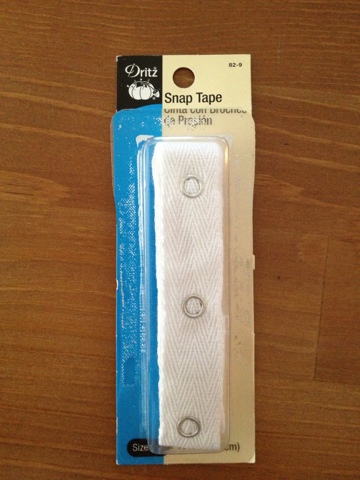 Dritz
82-9
Snap Tape
Cinta con Broches
de Presión
Size